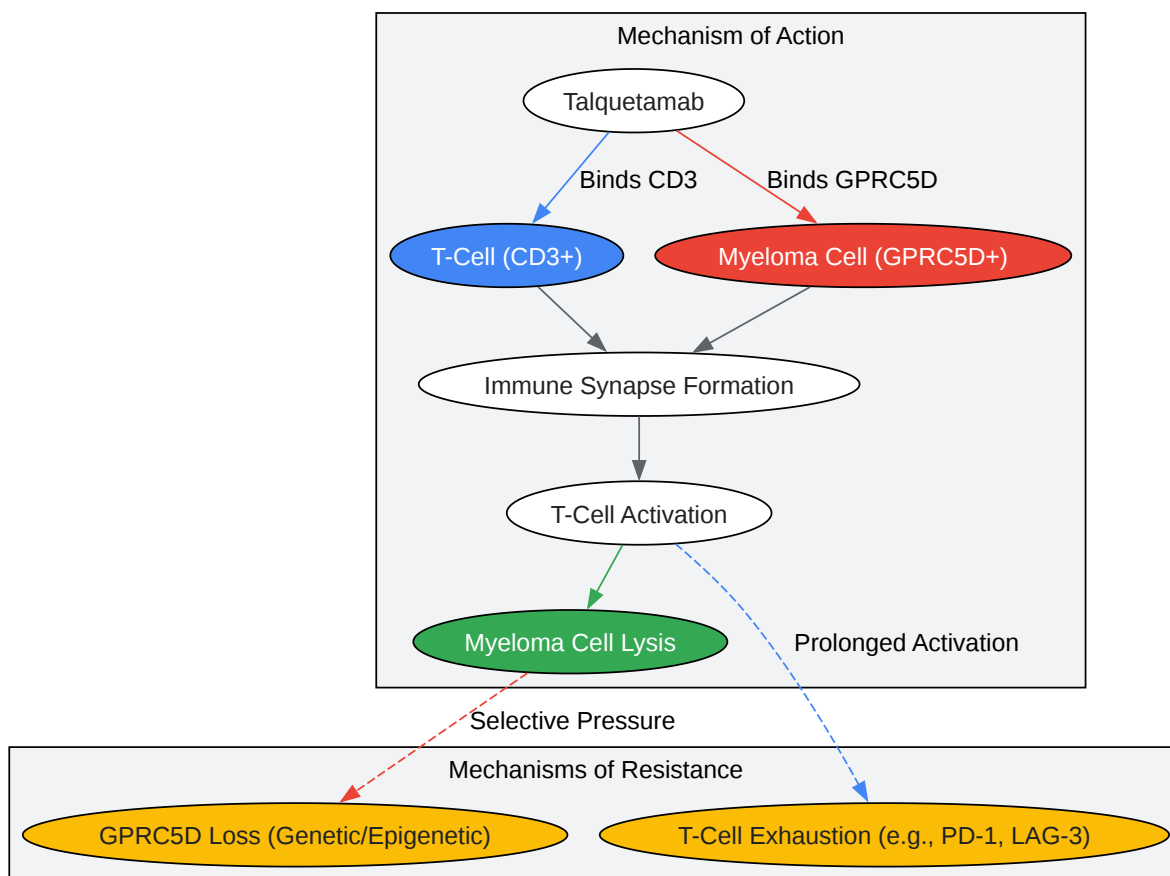 Mechanism of Action
Talquetamab
Binds CD3
Binds GPRC5D
T-Cell (CD3+)
Myeloma Cell (GPRC5D+)
Immune Synapse Formation
T-Cell Activation
Myeloma Cell Lysis
Prolonged Activation
Selective Pressure
Mechanisms of Resistance
GPRC5D Loss (Genetic/Epigenetic)
T-Cell Exhaustion (e.g., PD-1, LAG-3)